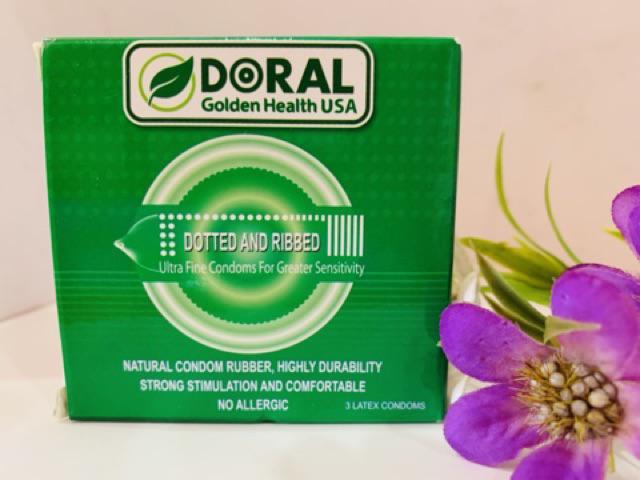 DORAL
Golden Health USA
DOTTED AND RIBBED
Ultra Fine Condoms For Greater Sensitivity
NATURAL CONDOM RUBBER, HIGHLY DURABILITY
STRONG STIMULATION AND COMFORTABLE
NO ALLERGIC
3 LATEX CONDOMS